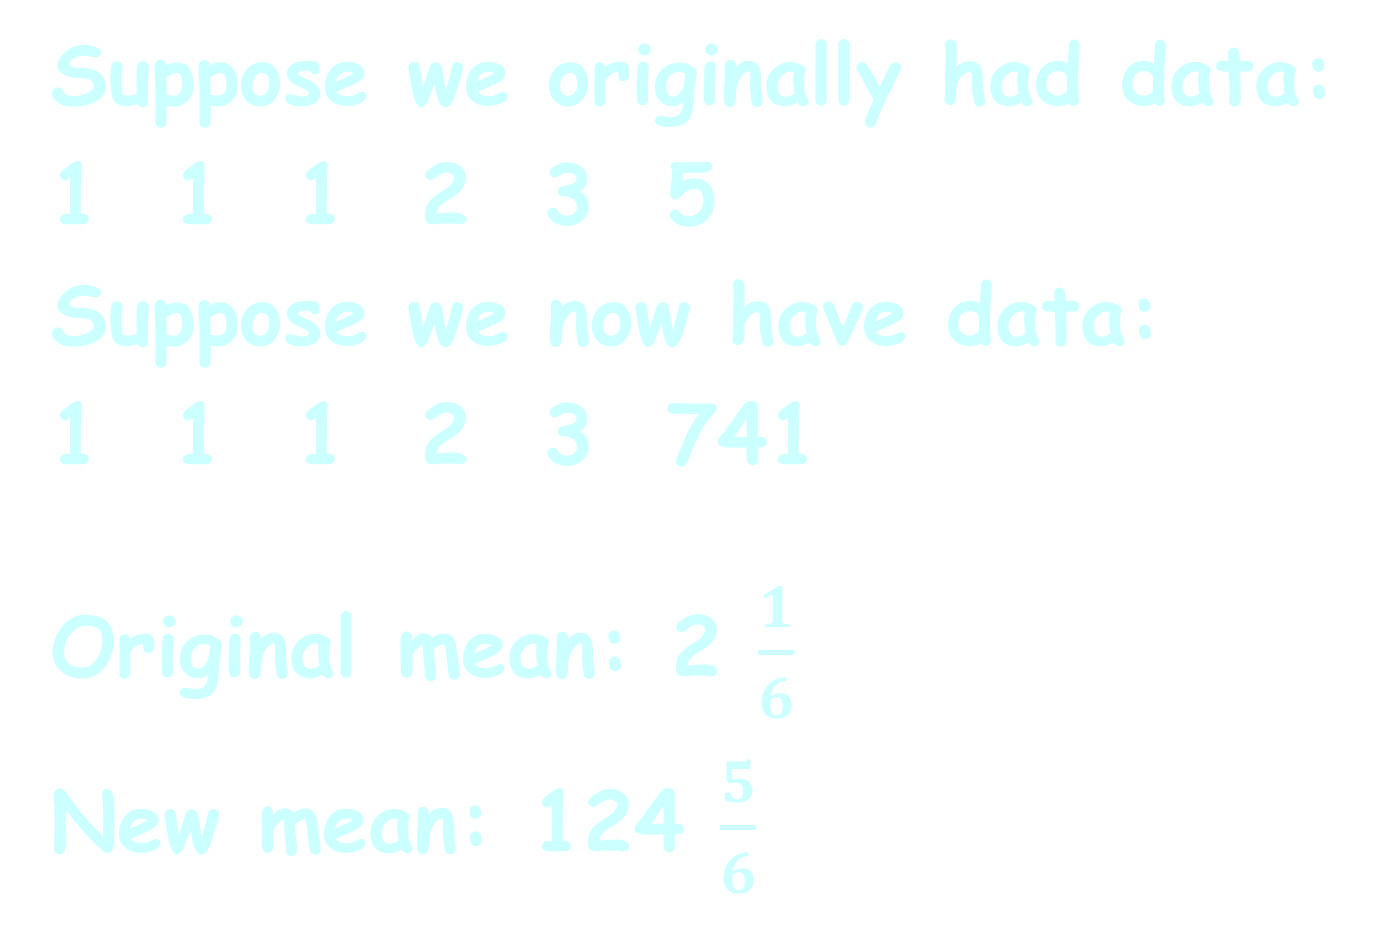 Suppose we originally had data:
1 1 1 2 3 5
Suppose we now have data:
1 1 1 2 3 741
Original mean: 2 1/6
New mean: 124 5/6